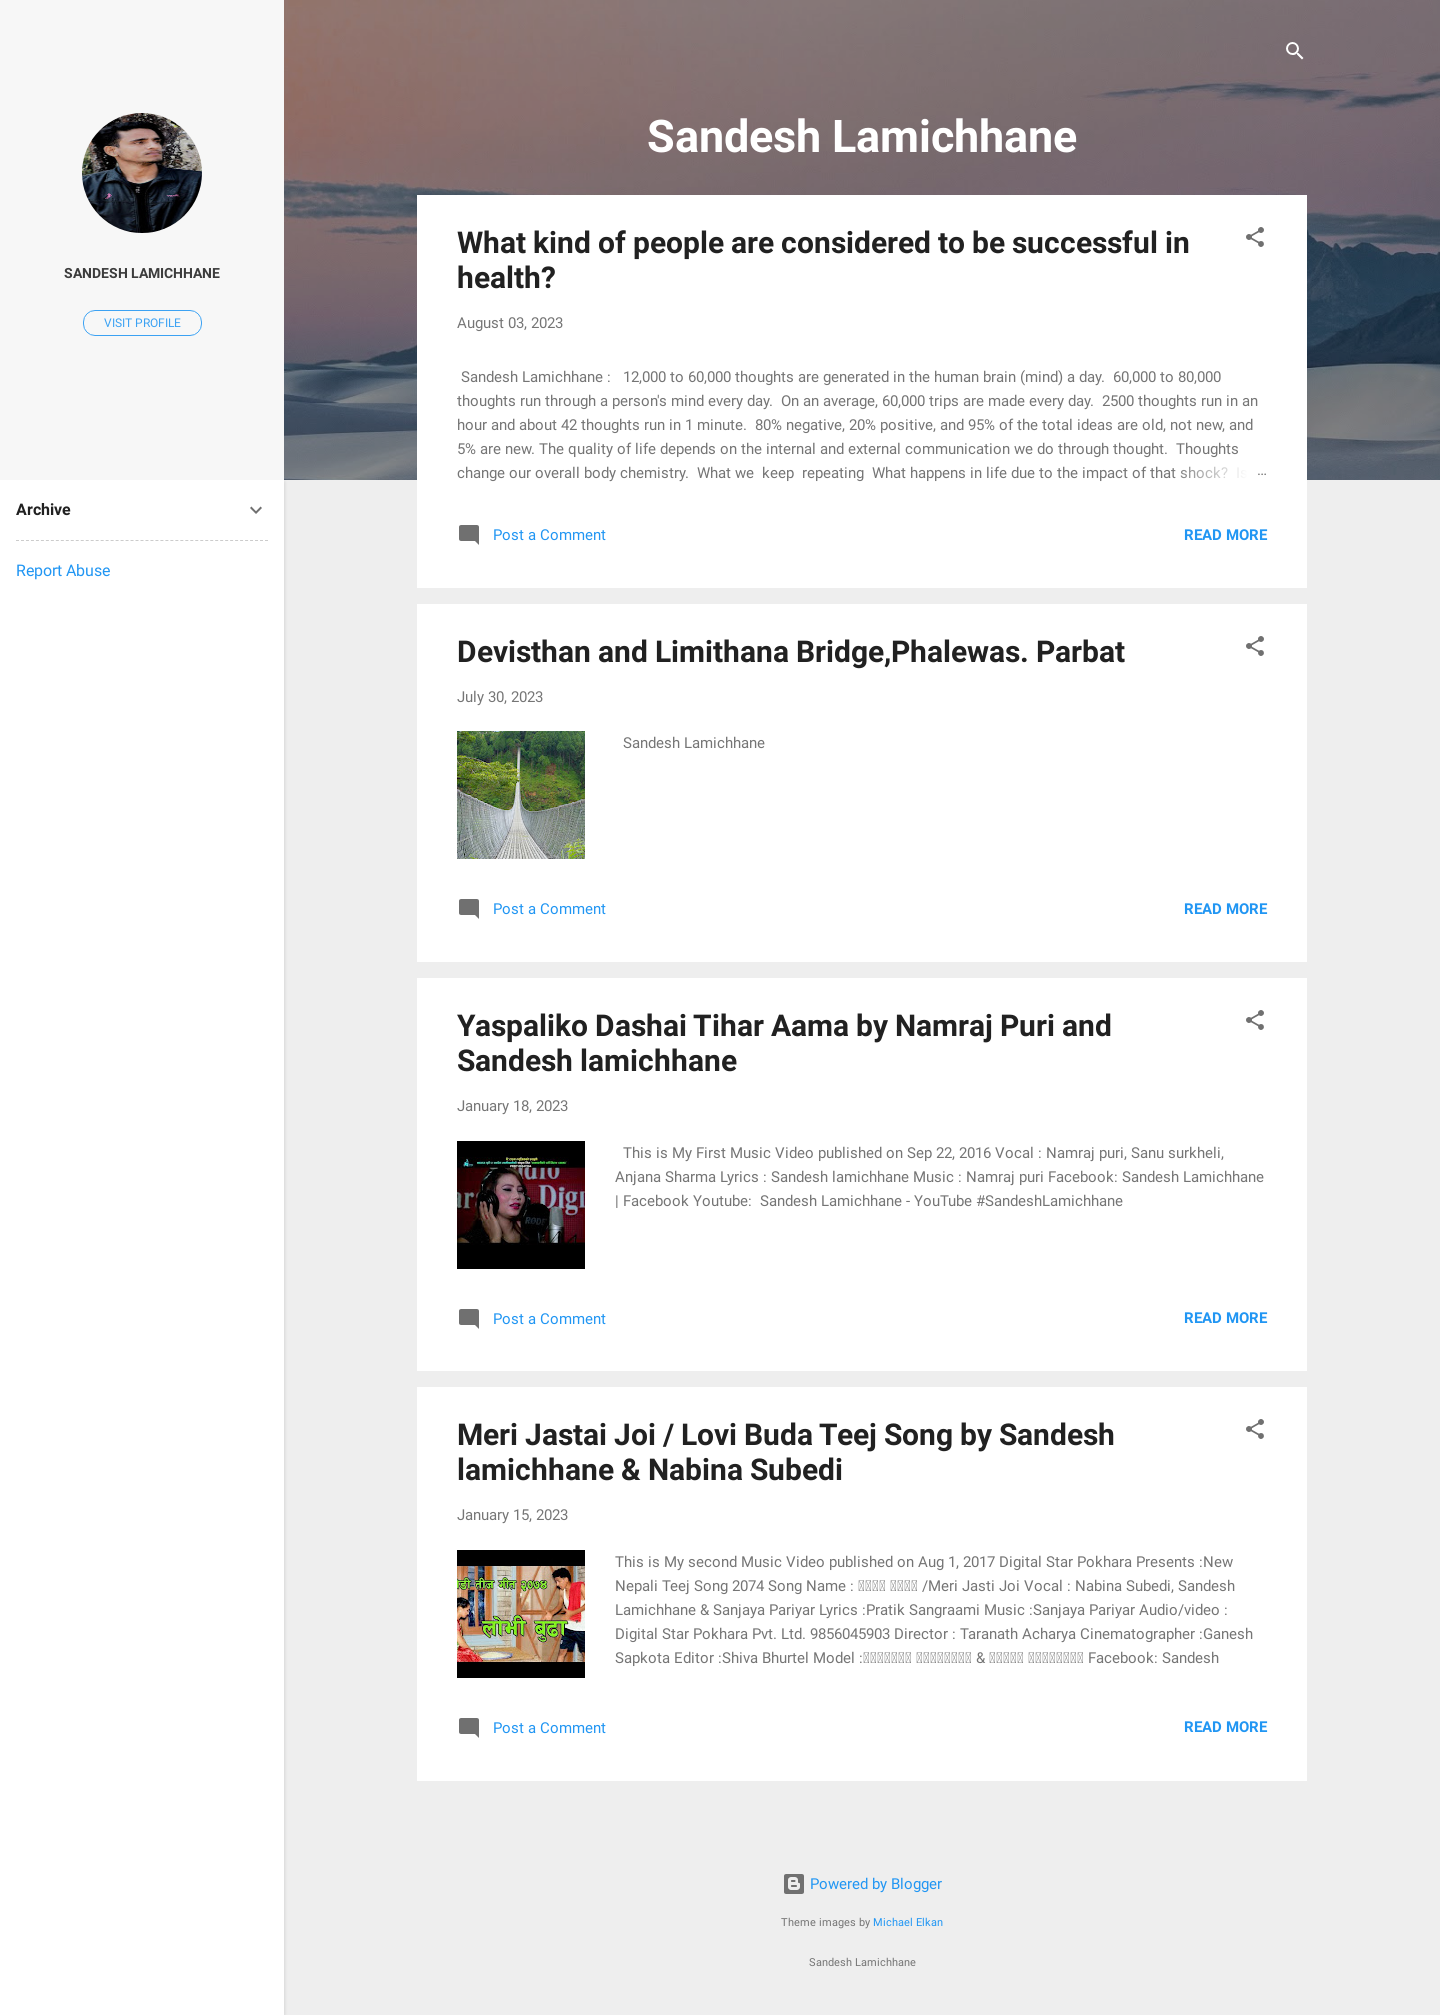 Sandesh Lamichhane
SANDESH LAMICHHANE
VISIT PROFILE
Archive
Report Abuse
What kind of people are considered to be successful in
health?
August 03, 2023
Sandesh Lamichhane :   12,000 to 60,000 thoughts are generated in the human brain (mind) a day.  60,000 to 80,000
thoughts run through a person's mind every day.  On an average, 60,000 trips are made every day.  2500 thoughts run in an
hour and about 42 thoughts run in 1 minute.  80% negative, 20% positive, and 95% of the total ideas are old, not new, and
5% are new. The quality of life depends on the internal and external communication we do through thought.  Thoughts
change our overall body chemistry.  What we  keep  repeating  What happens in life due to the impact of that shock? ...
Post a Comment
READ MORE
Devisthan and Limithana Bridge,Phalewas. Parbat
July 30, 2023
Sandesh Lamichhane
Post a Comment
READ MORE
Yaspaliko Dashai Tihar Aama by Namraj Puri and
Sandesh lamichhane
January 18, 2023
This is My First Music Video published on Sep 22, 2016 Vocal : Namraj puri, Sanu surkheli,
Anjana Sharma Lyrics : Sandesh lamichhane Music : Namraj puri Facebook: Sandesh Lamichhane
| Facebook Youtube:  Sandesh Lamichhane - YouTube #SandeshLamichhane
Post a Comment
READ MORE
Meri Jastai Joi / Lovi Buda Teej Song by Sandesh
lamichhane & Nabina Subedi
January 15, 2023
तीज गीत २०७४
लोभी बुढा
This is My second Music Video published on Aug 1, 2017 Digital Star Pokhara Presents :New
Nepali Teej Song 2074 Song Name : /Meri Jasti Joi Vocal : Nabina Subedi, Sandesh
Lamichhane & Sanjaya Pariyar Lyrics :Pratik Sangraami Music :Sanjaya Pariyar Audio/video :
Digital Star Pokhara Pvt. Ltd. 9856045903 Director : Taranath Acharya Cinematographer :Ganesh
Sapkota Editor :Shiva Bhurtel Model : & Facebook: Sandesh
Post a Comment
READ MORE
Powered by Blogger
Theme images by Michael Elkan
Sandesh Lamichhane